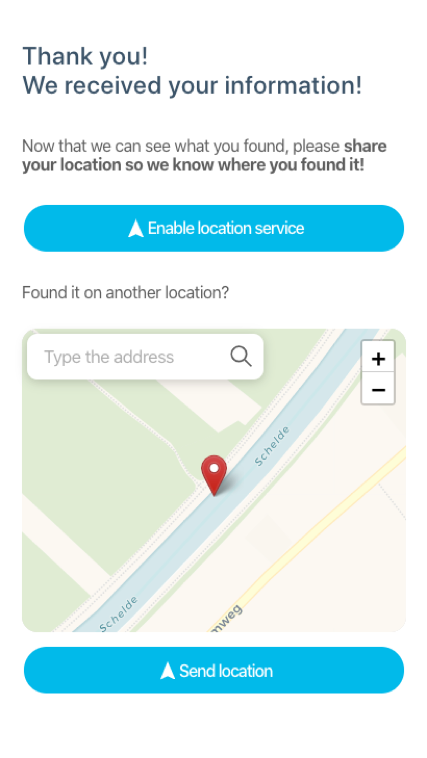 Thank you!
We received your information!
Now that we can see what you found, please share
your location so we know where you found it!
Enable location service
Found it on another location?
Type the address
+
−
Schelde
Schelde
mweg
Send location